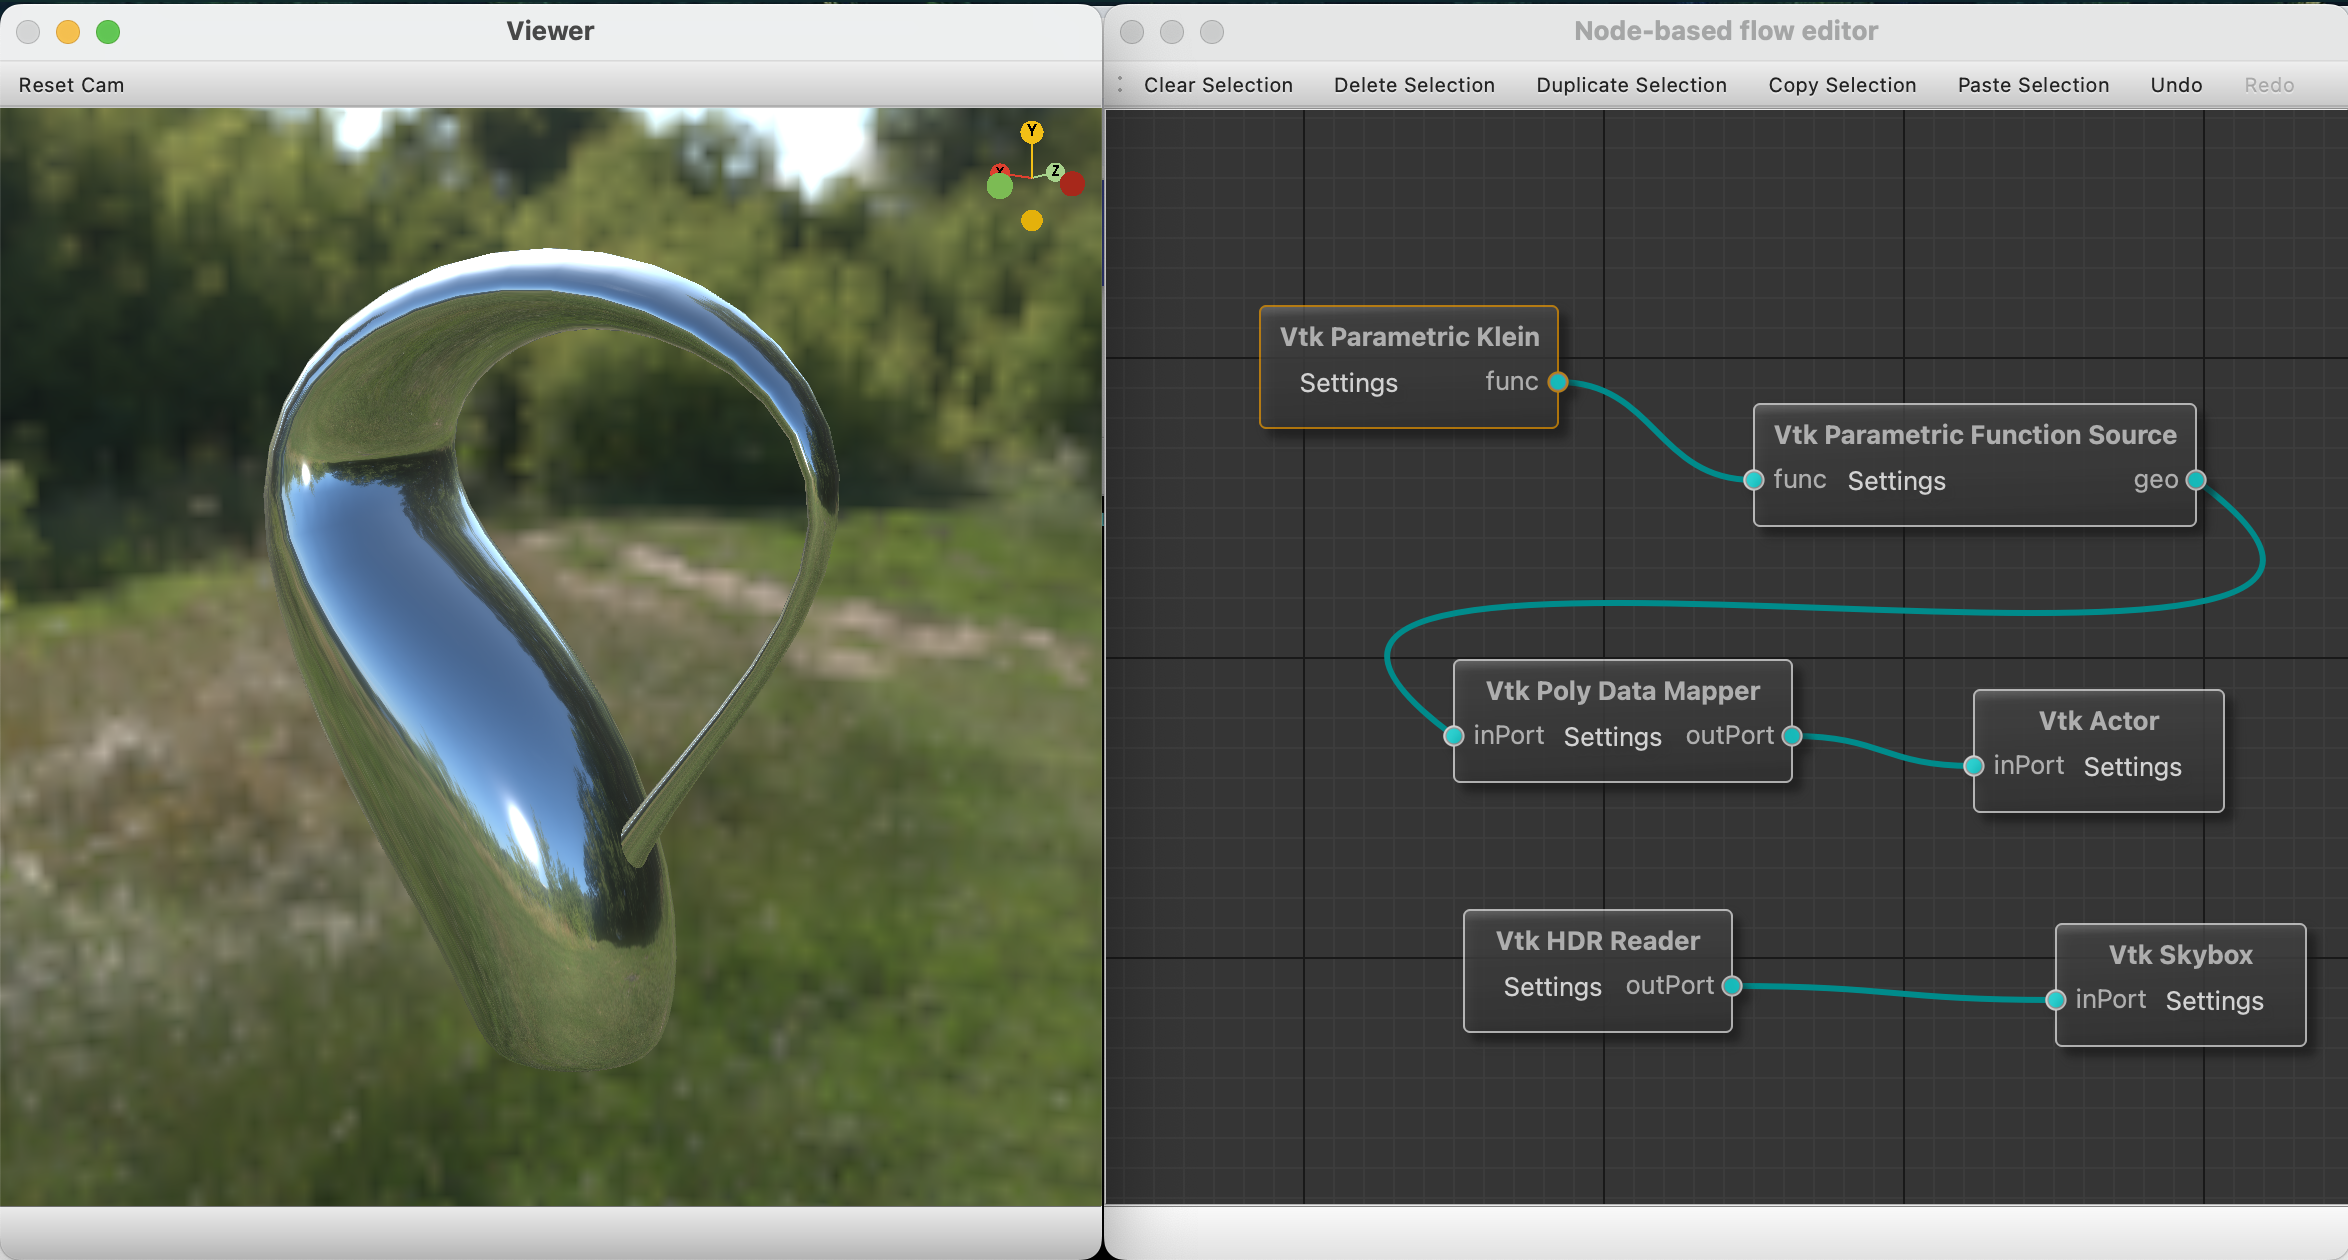 Viewer
Reset Cam
Y
X
Z
Node-based flow editor
Clear Selection Delete Selection Duplicate Selection Copy Selection Paste Selection Undo Redo
Vtk Parametric Klein
Settings func
Vtk Parametric Function Source
func Settings geo
Vtk Poly Data Mapper
inPort Settings outPort
Vtk Actor
inPort Settings
Vtk HDR Reader
Settings outPort
Vtk Skybox
inPort Settings